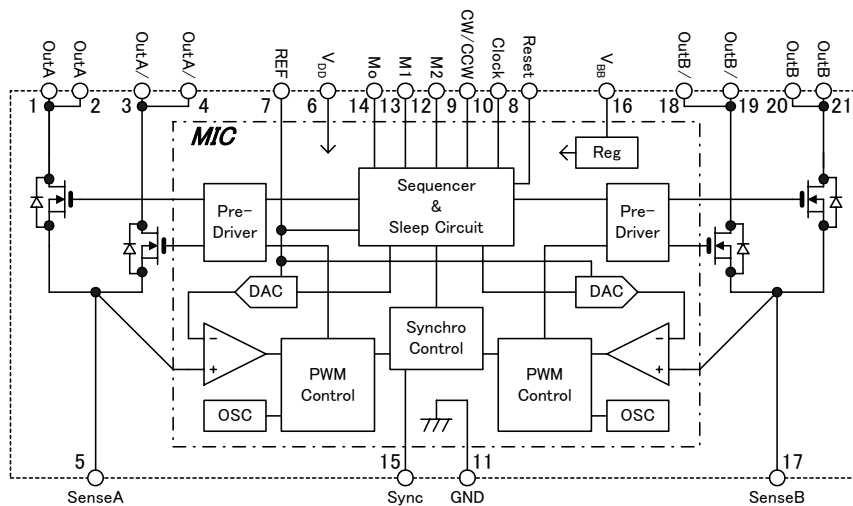 OutA
OutA
OutA/
OutA/
REF
VDD
Mo
M1
M2
CW/CCW
Clock
Reset
VBB
OutB/
OutB/
OutB
OutB
1
2
3
4
7
6
14
13
12
9
10
8
16
18
19
20
21
MIC
Reg
Sequencer
&
Sleep Circuit
Pre-
Driver
Pre-
Driver
DAC
DAC
Synchro
Control
−
+
−
+
PWM
Control
PWM
Control
OSC
OSC
5
15
11
17
SenseA
Sync
GND
SenseB